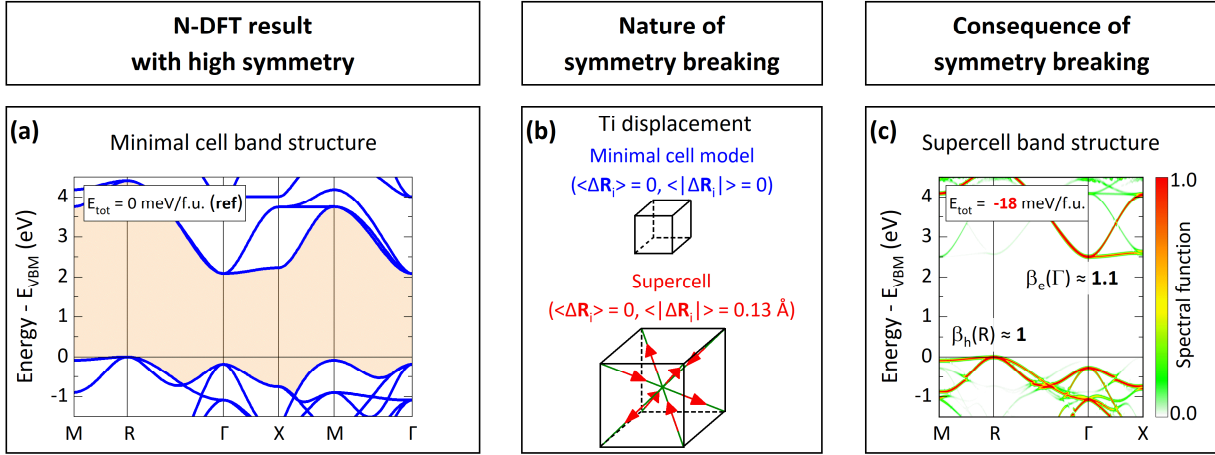 N-DFT result
with high symmetry
Nature of
symmetry breaking
Consequence of
symmetry breaking
(a)
Minimal cell band structure
E_tot = 0 meV/f.u. (ref)
Energy - E_VBM (eV)
4
3
2
1
0
-1
M R Γ X M Γ
(b)
Ti displacement
Minimal cell model
(<ΔR_i> = 0, <|ΔR_i|> = 0)
Supercell
(<ΔR_i> = 0, <|ΔR_i|> = 0.13 Å)
(c)
Supercell band structure
E_tot = -18 meV/f.u.
Energy - E_VBM (eV)
4
3
2
1
0
-1
β_e(Γ) ≈ 1.1
β_h(R) ≈ 1
M R Γ X
1.0
Spectral function
0.0